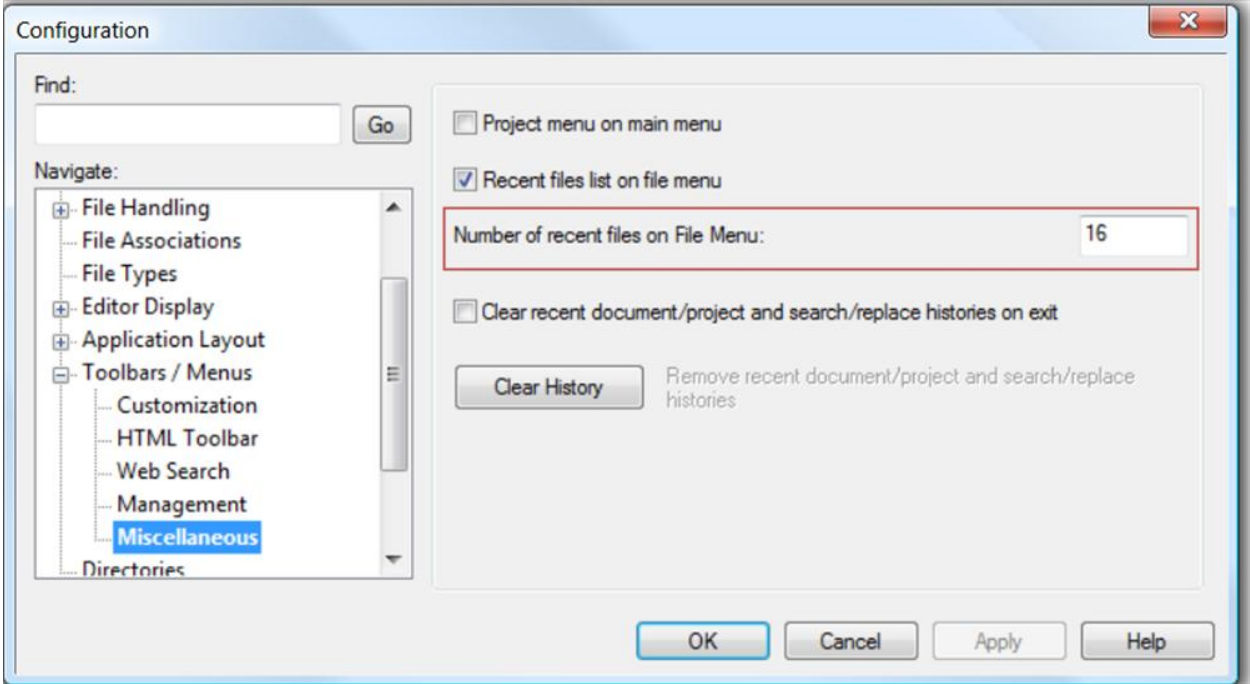 Configuration
Find:
Go
Navigate:
File Handling
File Associations
File Types
Editor Display
Application Layout
Toolbars / Menus
Customization
HTML Toolbar
Web Search
Management
Miscellaneous
Directories
Project menu on main menu
Recent files list on file menu
Number of recent files on File Menu: 16
Clear recent document/project and search/replace histories on exit
Clear History
Remove recent document/project and search/replace
histories
OK Cancel Apply Help